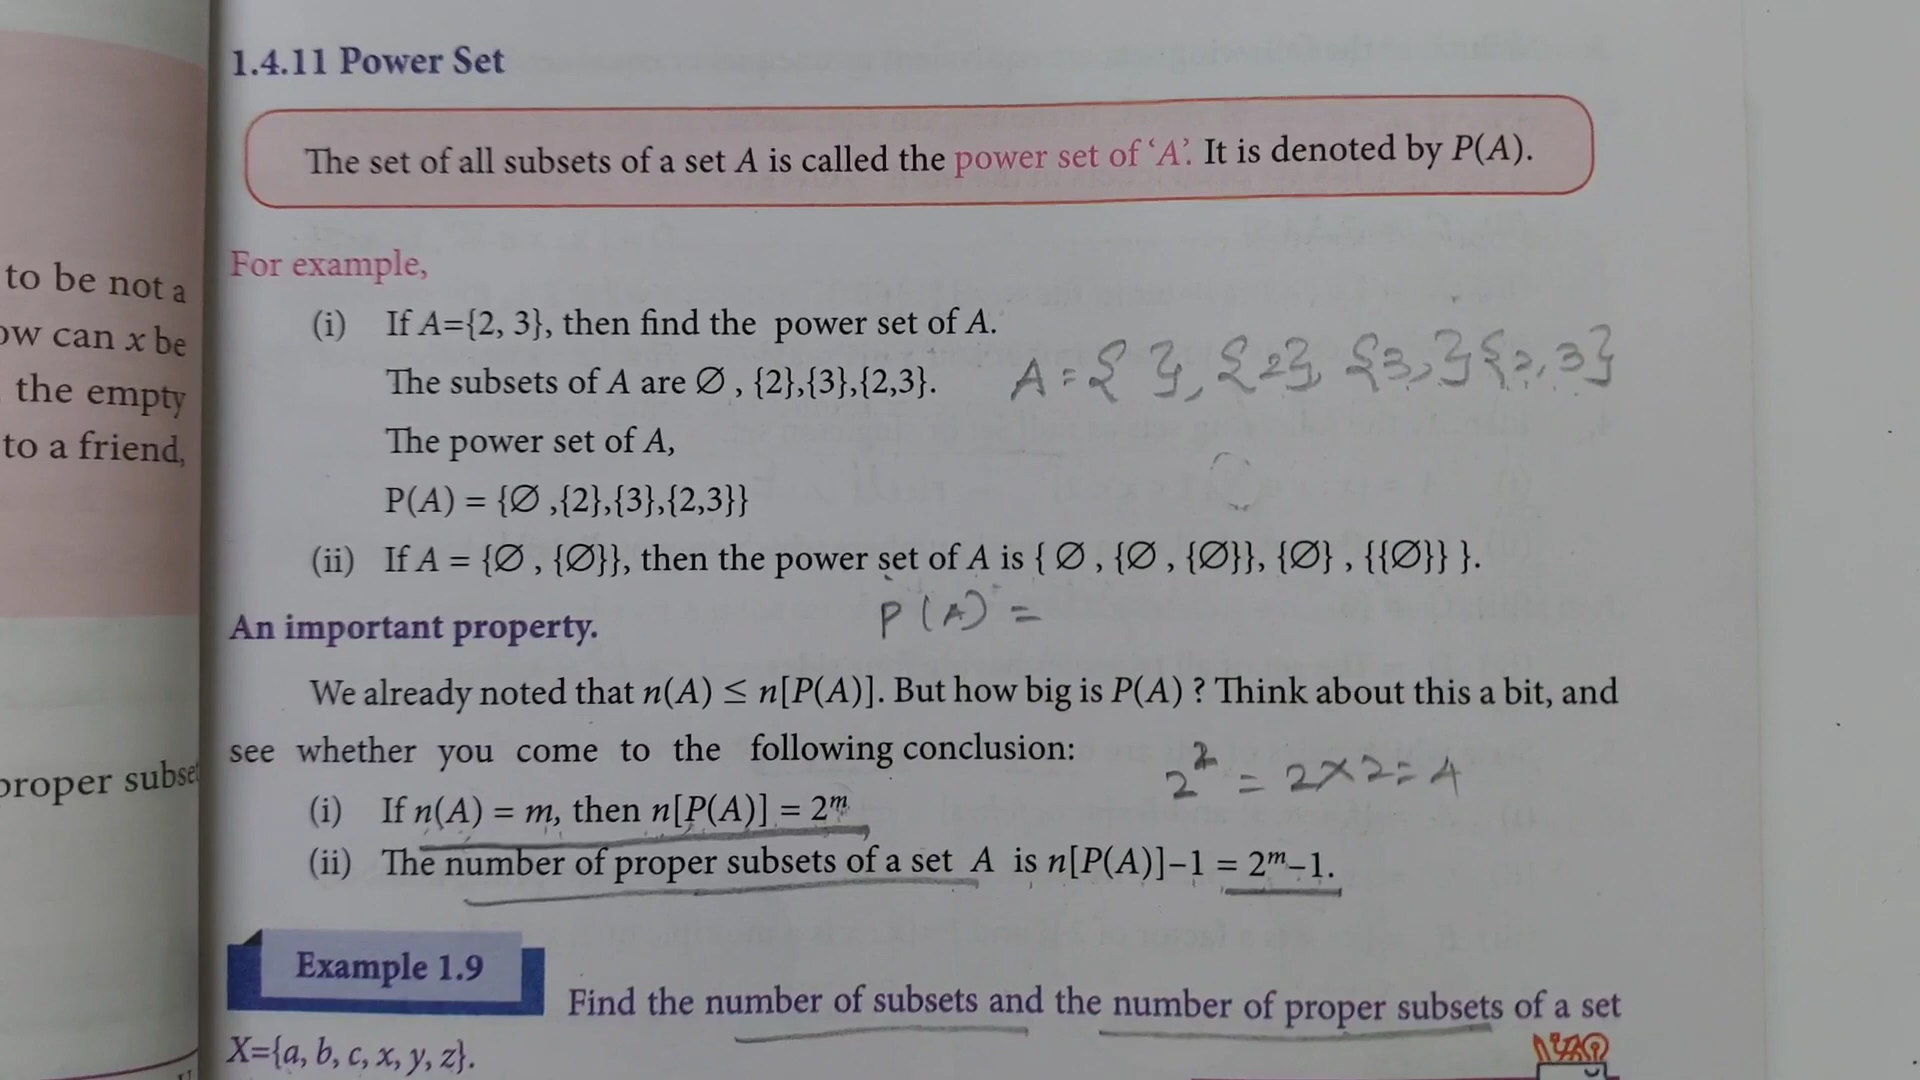 1.4.11 Power Set
The set of all subsets of a set A is called the power set of ‘A’. It is denoted by P(A).
to be not a
ow can x be
the empty
to a friend,
proper subset
For example,
(i) If A={2, 3}, then find the power set of A.
The subsets of A are ∅ , {2},{3},{2,3}.
A = { }, {2}, {3,} {2,3}
The power set of A,
P(A) = {∅ ,{2},{3},{2,3}}
(ii) If A = {∅ , {∅}}, then the power set of A is { ∅ , {∅ , {∅}}, {∅} , {{∅}} }.
P(A) =
An important property.
We already noted that n(A) ≤ n[P(A)]. But how big is P(A) ? Think about this a bit, and
see whether you come to the following conclusion:
2² = 2×2=4
(i) If n(A) = m, then n[P(A)] = 2ᵐ
(ii) The number of proper subsets of a set A is n[P(A)]−1 = 2ᵐ−1.
Example 1.9
Find the number of subsets and the number of proper subsets of a set
X={a, b, c, x, y, z}.